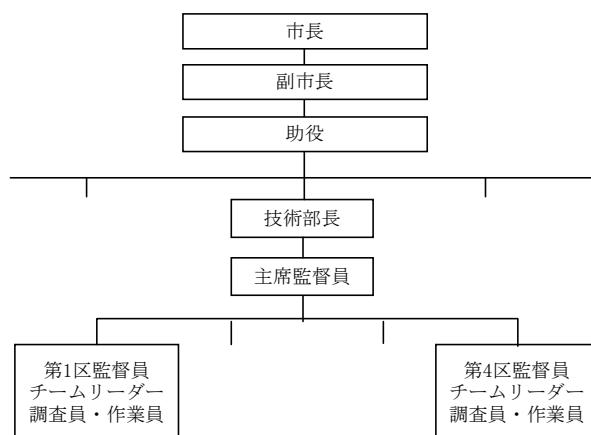 市長
副市長
助役
技術部長
主席監督員
第1区監督員
チームリーダー
調査員・作業員
第4区監督員
チームリーダー
調査員・作業員